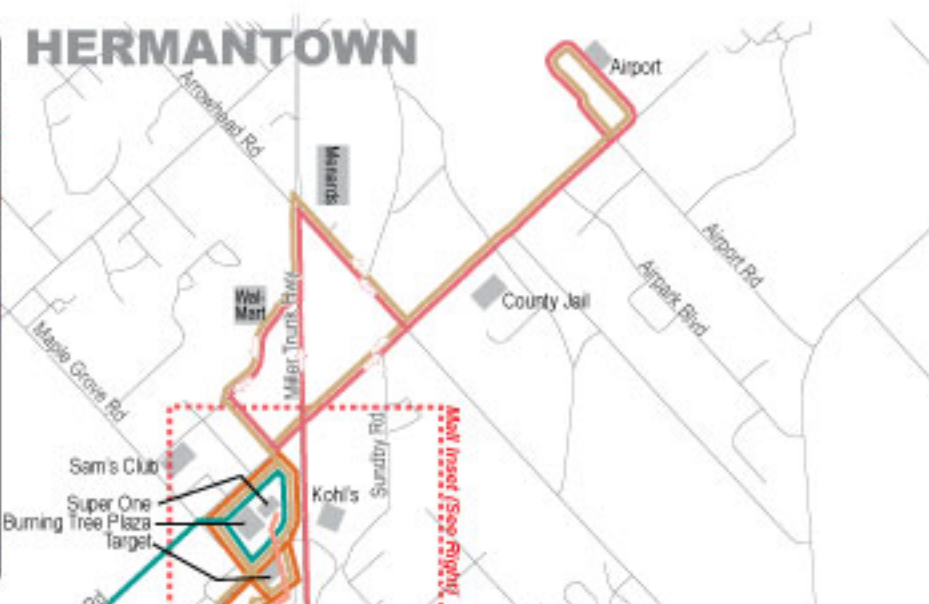 HERMANTOWN
Airport
Arrowhead Rd
Menards
Airport Rd
Airpark Blvd
County Jail
Wal-
Mart
Miller Trunk Hwy
Maple Grove Rd
Sundby Rd
Mall Inset (See Right)
Sam's Club
Kohl's
Super One
Burning Tree Plaza
Target
Rd